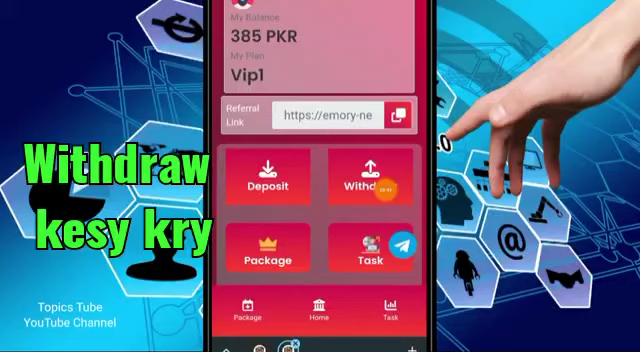 My Balance
385 PKR
My Plan
Vip1
Referral
Link
https://emory-ne
Deposit
Withd
Package
Task
Package
Home
Task
Withdraw
kesy kry
Topics Tube
YouTube Channel